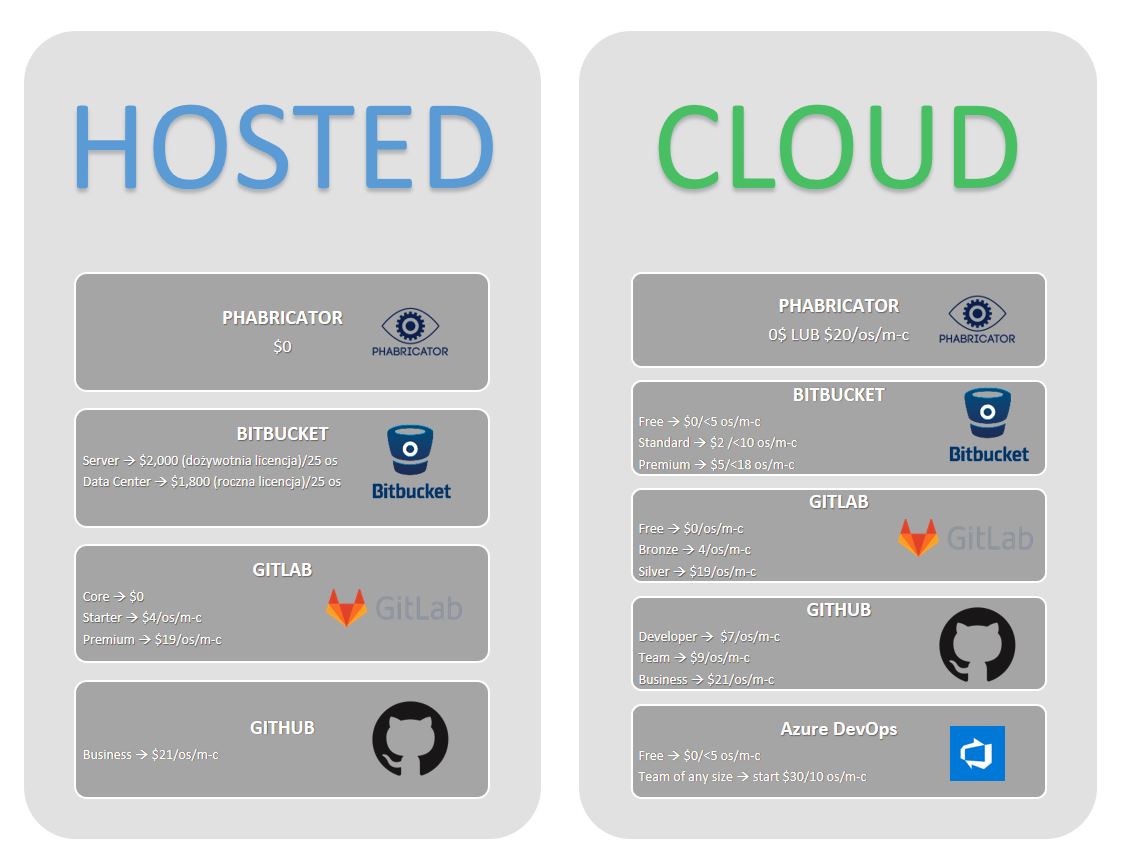 HOSTED
PHABRICATOR
$0
PHABRICATOR
BITBUCKET
Server → $2,000 (dożywotnia licencja)/25 os
Data Center → $1,800 (roczna licencja)/25 os
Bitbucket
GITLAB
Core → $0
Starter → $4/os/m-c
Premium → $19/os/m-c
GitLab
GITHUB
Business → $21/os/m-c
CLOUD
PHABRICATOR
0$ LUB $20/os/m-c
PHABRICATOR
BITBUCKET
Free → $0/<5 os/m-c
Standard → $2 /<10 os/m-c
Premium → $5/<18 os/m-c
Bitbucket
GITLAB
Free → $0/os/m-c
Bronze → 4/os/m-c
Silver → $19/os/m-c
GitLab
GITHUB
Developer → $7/os/m-c
Team → $9/os/m-c
Business → $21/os/m-c
Azure DevOps
Free → $0/<5 os/m-c
Team of any size → start $30/10 os/m-c